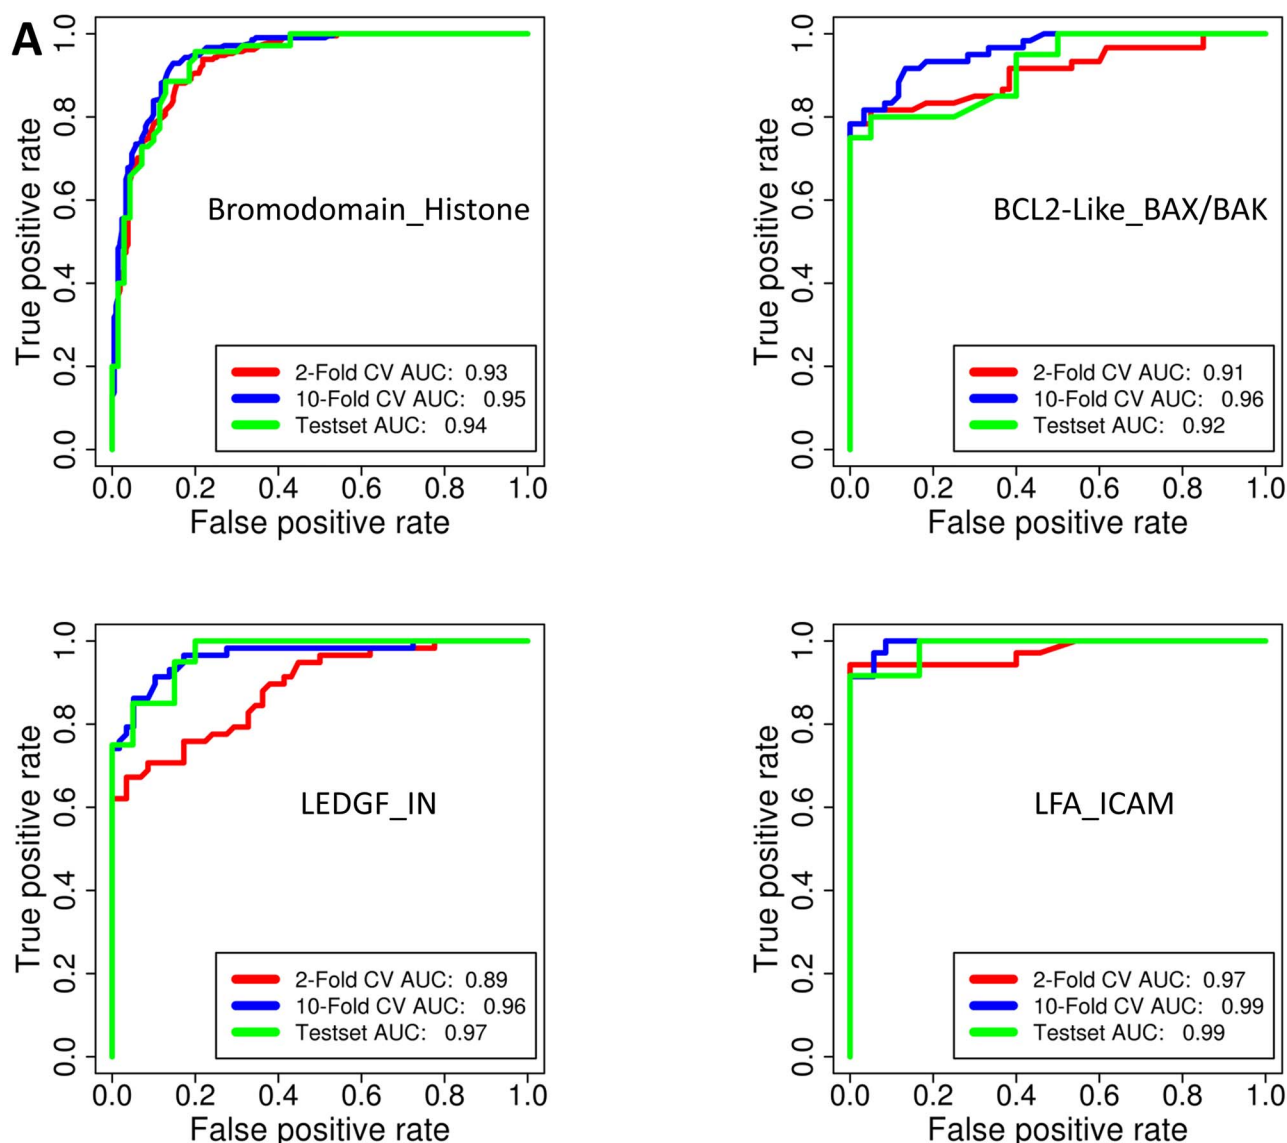 A
True positive rate
1.0
0.8
0.6
0.4
0.2
0.0
Bromodomain_Histone
2-Fold CV AUC: 0.93
10-Fold CV AUC: 0.95
Testset AUC: 0.94
0.0 0.2 0.4 0.6 0.8 1.0
False positive rate
True positive rate
1.0
0.8
0.6
0.4
0.2
0.0
BCL2-Like_BAX/BAK
2-Fold CV AUC: 0.91
10-Fold CV AUC: 0.96
Testset AUC: 0.92
0.0 0.2 0.4 0.6 0.8 1.0
False positive rate
True positive rate
1.0
0.8
0.6
0.4
0.2
0.0
LEDGF_IN
2-Fold CV AUC: 0.89
10-Fold CV AUC: 0.96
Testset AUC: 0.97
0.0 0.2 0.4 0.6 0.8 1.0
False positive rate
True positive rate
1.0
0.8
0.6
0.4
0.2
0.0
LFA_ICAM
2-Fold CV AUC: 0.97
10-Fold CV AUC: 0.99
Testset AUC: 0.99
0.0 0.2 0.4 0.6 0.8 1.0
False positive rate